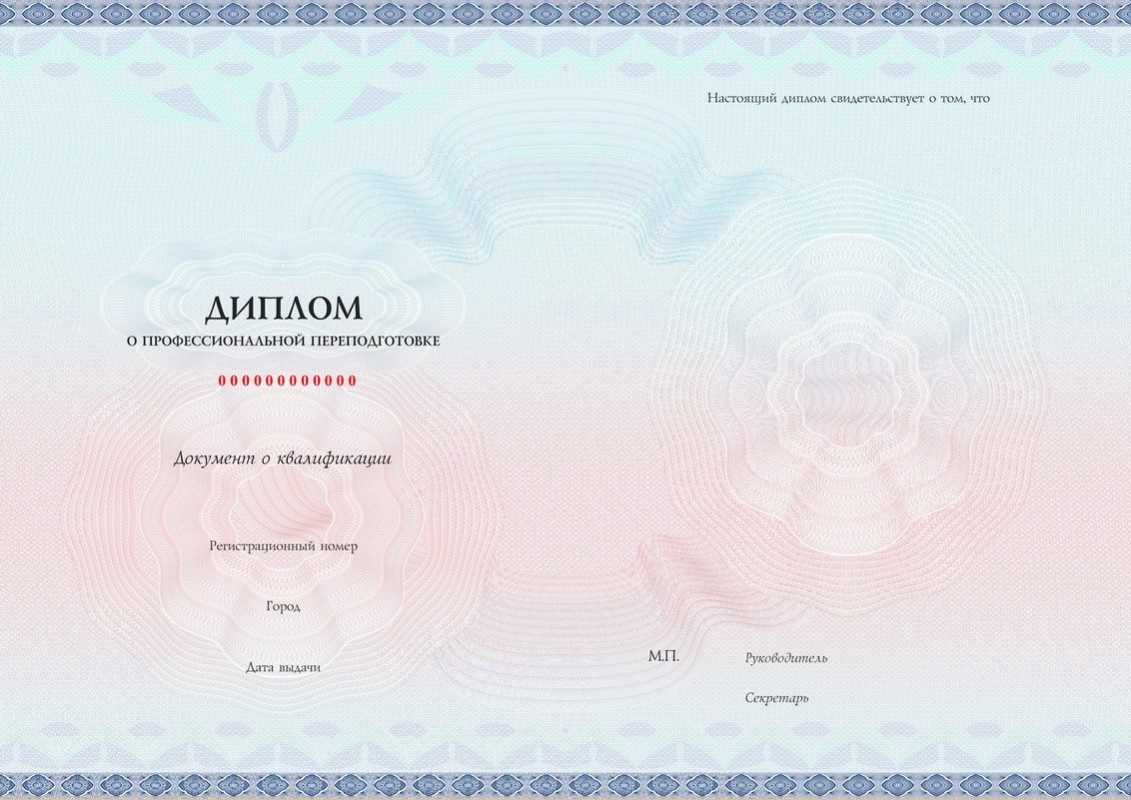 ДИПЛОМ
О ПРОФЕССИОНАЛЬНОЙ ПЕРЕПОДГОТОВКЕ
000000000000
Документ о квалификации
Регистрационный номер
Город
Дата выдачи
Настоящий диплом свидетельствует о том, что
М.П.
Руководитель
Секретарь